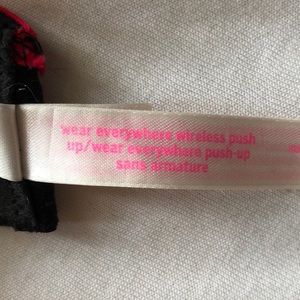 wear everywhere wireless push
up/wear everywhere push-up
sans armature